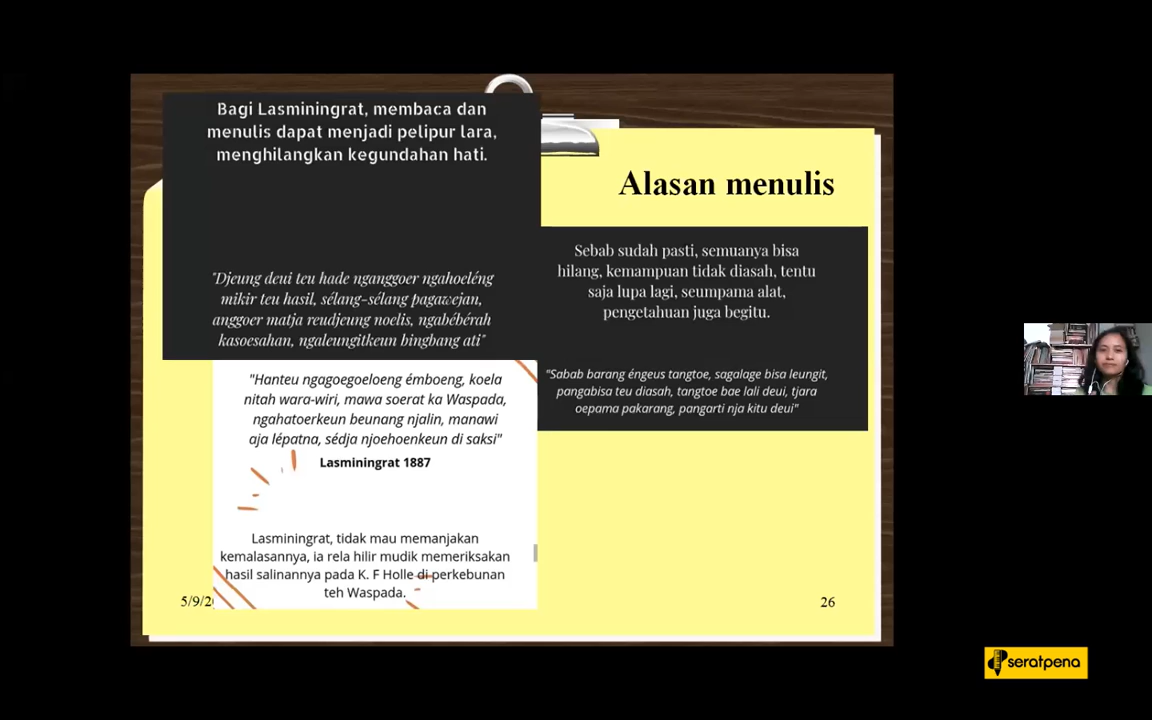 Bagi Lasminingrat, membaca dan
menulis dapat menjadi pelipur lara,
menghilangkan kegundahan hati.
"Djeung deui teu hade nganggoer ngahoeléng
mikir teu hasil, sélang-sélang pagawejan,
anggoer matja reudjeung noelis, ngabébérah
kasoesahan, ngaleungitkeun bingbang ati"
"Hanteu ngagoegoeloeng émboeng, koela
nitah wara-wiri, mawa soerat ka Waspada,
ngahatoerkeun beunang njalin, manawi
aja lépatna, sédja njoehoenkeun di saksi"
Lasminingrat 1887
Lasminingrat, tidak mau memanjakan
kemalasannya, ia rela hilir mudik memeriksakan
hasil salinannya pada K. F Holle di perkebunan
teh Waspada.
Alasan menulis
Sebab sudah pasti, semuanya bisa
hilang, kemampuan tidak diasah, tentu
saja lupa lagi, seumpama alat,
pengetahuan juga begitu.
"Sabab barang éngeus tangtoe, sagalage bisa leungit,
pangabisa teu diasah, tangtoe bae lali deui, tjara
oepama pakarang, pangarti nja kitu deui"
5/9/2
26
seratpena